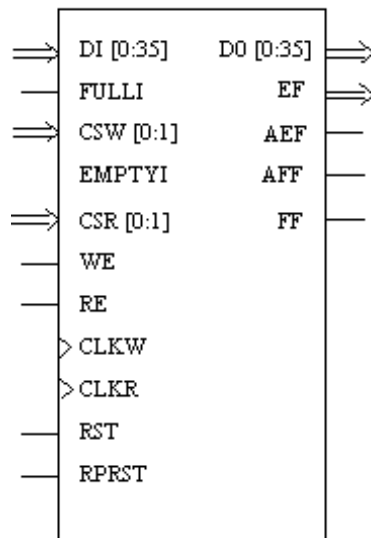 DI [0:35] D0 [0:35]
FULLI EF
CSW [0:1] AEF
EMPTYI AFF
CSR [0:1] FF
WE
RE
CLKW
CLKR
RST
RPRST